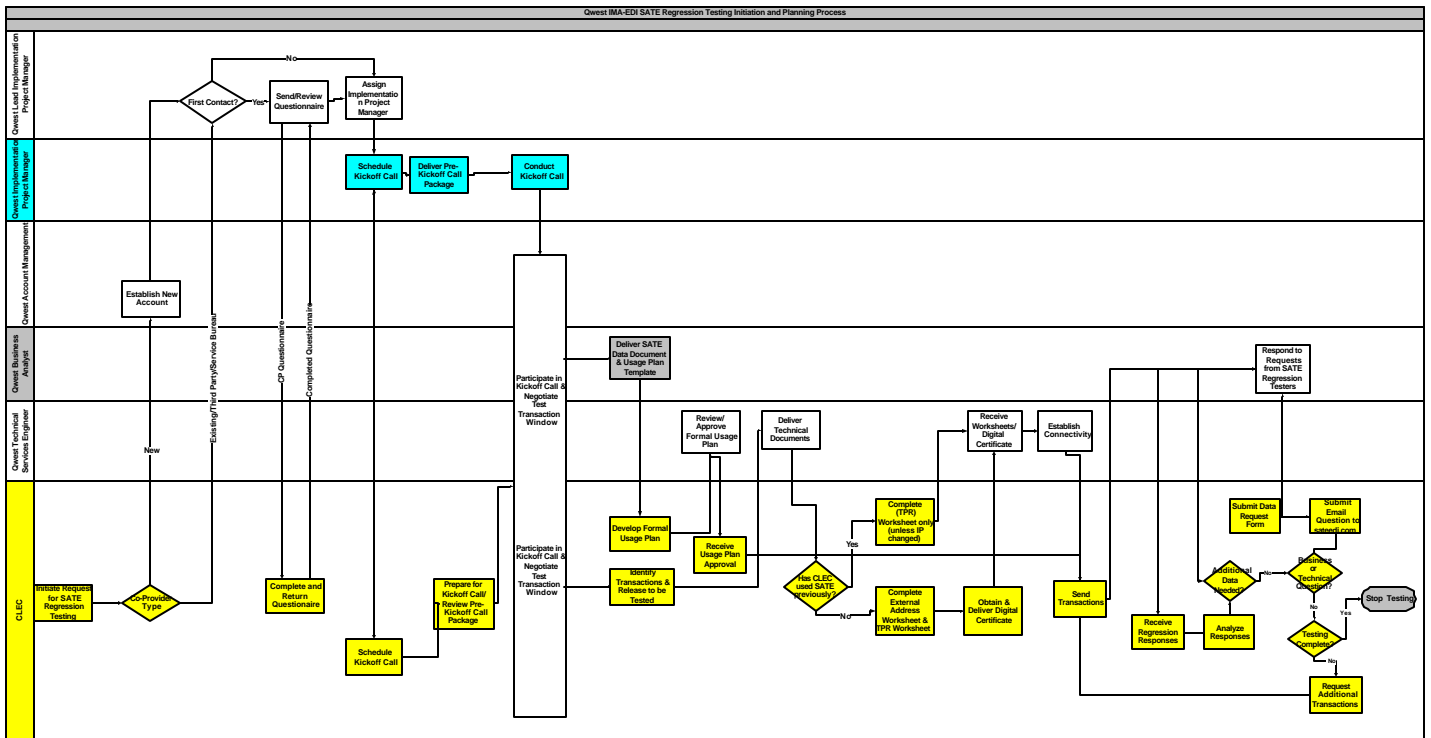 Qwest IMA-EDI SATE Regression Testing Initiation and Planning Process
Qwest Lead Implementation
Project Manager
No
First Contact?
Yes
Send/Review
Questionnaire
Assign
Implementatio
n Project
Manager
Qwest Implementation
Project Manager
Schedule
Kickoff Call
Deliver Pre-
Kickoff Call
Package
Conduct
Kickoff Call
Qwest Account Management
Establish New
Account
Existing/Third Party/Service Bureau
CP Questionnaire
Completed Questionnaire
Qwest Business
Analyst
Participate in
Kickoff Call &
Negotiate
Test
Transaction
Window
Deliver SATE
Data Document
& Usage Plan
Template
Respond to
Requests
from SATE
Regression
Testers
Qwest Technical
Services Engineer
New
Review/
Approve
Formal Usage
Plan
Deliver
Technical
Documents
Receive
Worksheets/
Digital
Certificate
Establish
Connectivity
CLEC
Initiate Request
for SATE
Regression
Testing
Co-Provider
Type
Complete and
Return
Questionaire
Schedule
Kickoff Call
Prepare for
Kickoff Call/
Review Pre-
Kickoff Call
Package
Participate in
Kickoff Call &
Negotiate
Test
Transaction
Window
Develop Formal
Usage Plan
Receive
Usage Plan
Approval
Identify
Transactions &
Release to be
Tested
Has CLEC
used SATE
previously?
Yes
No
Complete
(TPR)
Worksheet only
(unless IP
changed)
Complete
External
Address
Worksheet &
TPR Worksheet
Obtain &
Deliver Digital
Certificate
Send
Transactions
Receive
Regression
Responses
Analyze
Responses
Additional
Data
Needed?
No
Submit Data
Request
Form
Submit
Email
Question to
sateedi.com
Business
or
Technical
Question?
No
Testing
Complete?
Yes
Stop Testing
No
Request
Additional
Transactions